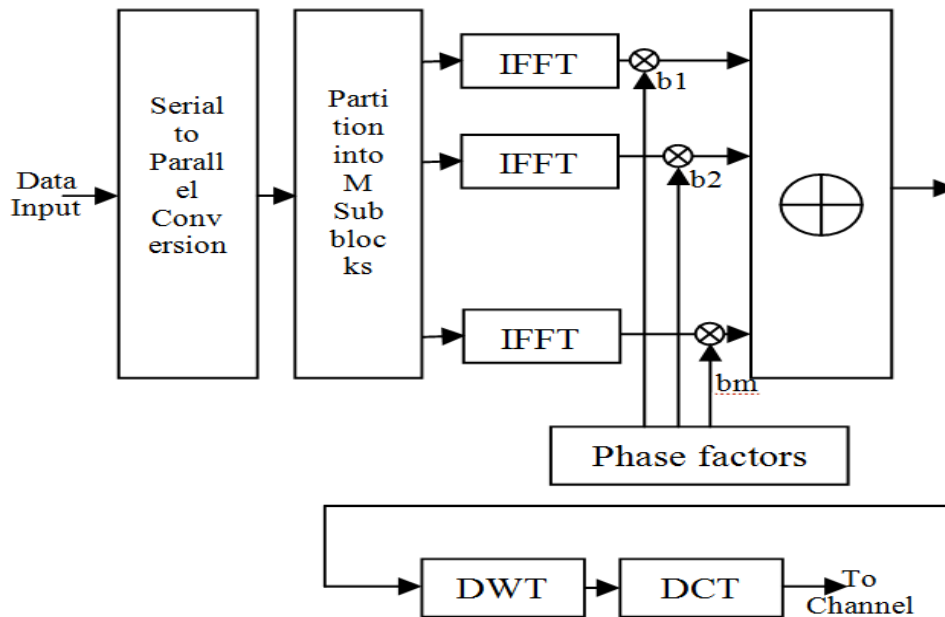 Data
Input
Serial
to
Parall
el
Conv
ersion
Parti
tion
into
M
Sub
bloc
ks
IFFT
b1
IFFT
b2
IFFT
bm
Phase factors
DWT
DCT
To
Channel